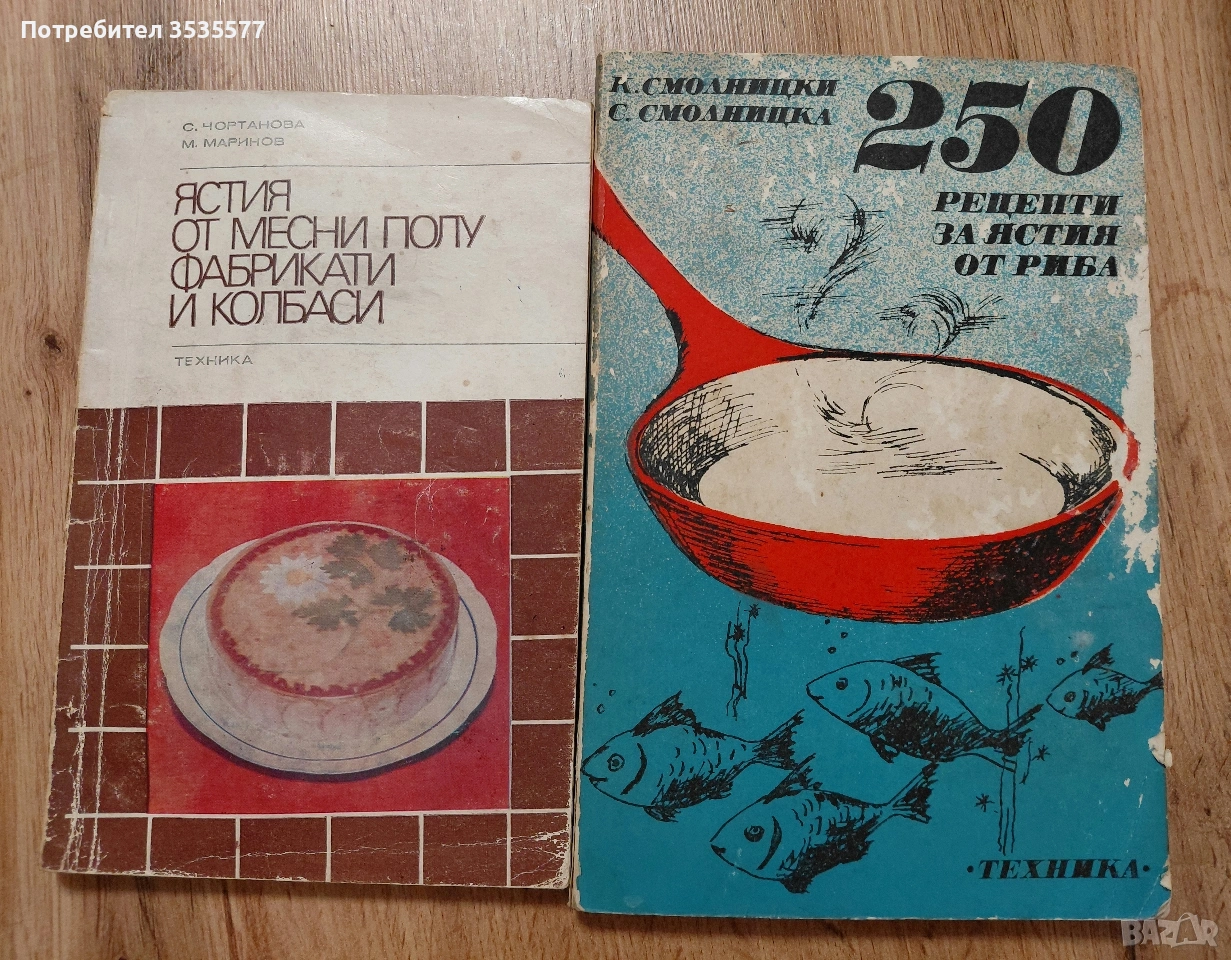 Потребител 3535577
С. ЧОРТАНОВА
М. МАРИНОВ
ЯСТИЯ
ОТ МЕСНИ ПОЛУ
ФАБРИКАТИ
И КОЛБАСИ
ТЕХНИКА
К. СМОЛНИЦКИ
С. СМОЛНИЦКА
250
РЕЦЕПТИ
ЗА ЯСТИЯ
ОТ РИБА
·ТЕХНИКА·
BAZAR